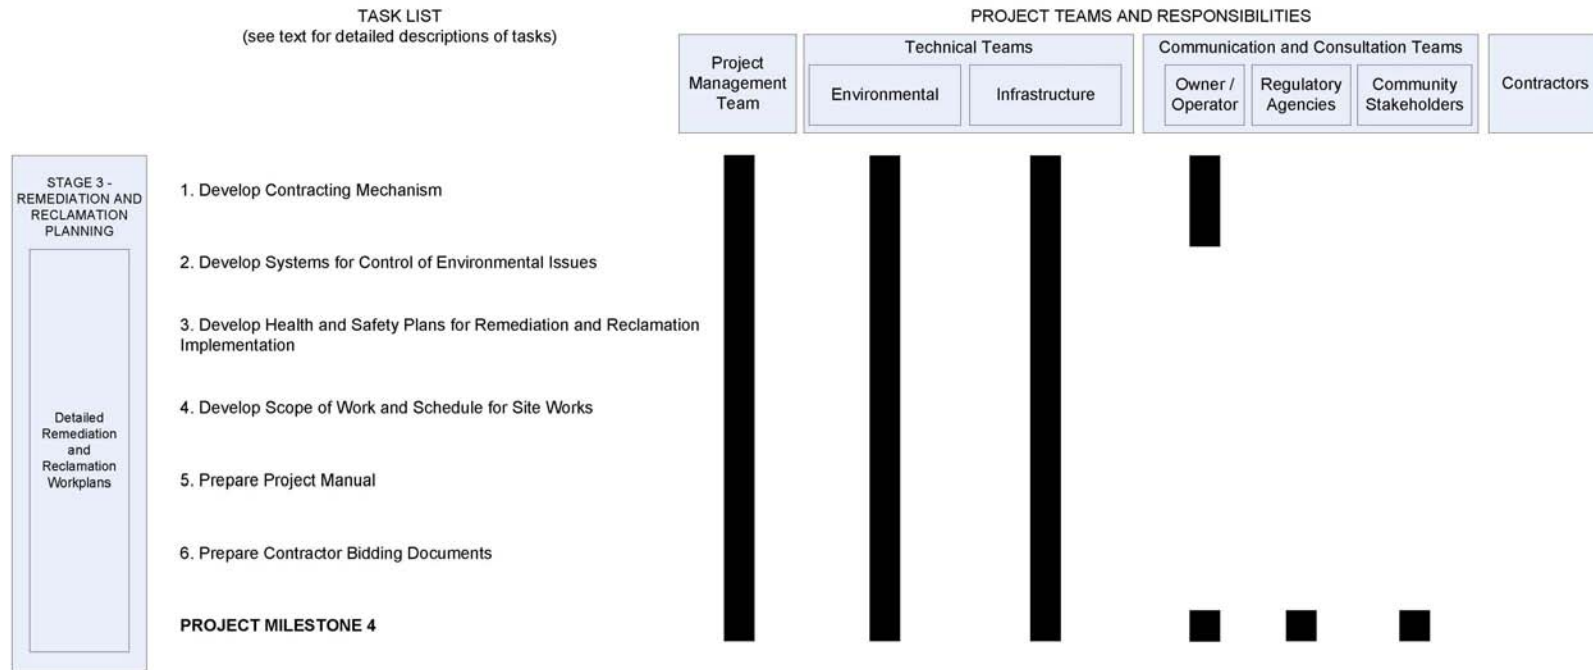 TASK LIST
(see text for detailed descriptions of tasks)
PROJECT TEAMS AND RESPONSIBILITIES
Project
Management
Team
Technical Teams
Environmental
Infrastructure
Communication and Consultation Teams
Owner /
Operator
Regulatory
Agencies
Community
Stakeholders
Contractors
STAGE 3 -
REMEDIATION AND
RECLAMATION
PLANNING
Detailed
Remediation
and
Reclamation
Workplans
1. Develop Contracting Mechanism
2. Develop Systems for Control of Environmental Issues
3. Develop Health and Safety Plans for Remediation and Reclamation
Implementation
4. Develop Scope of Work and Schedule for Site Works
5. Prepare Project Manual
6. Prepare Contractor Bidding Documents
PROJECT MILESTONE 4